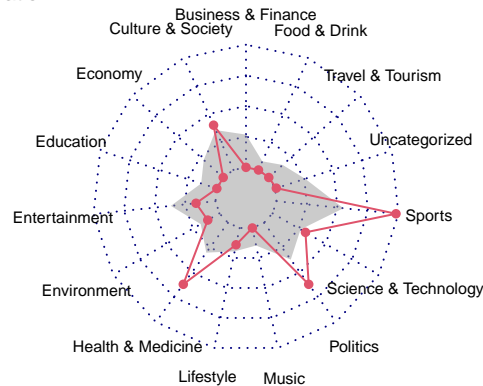 Business & Finance
Culture & Society
Food & Drink
Economy
Travel & Tourism
Education
Uncategorized
Entertainment
Sports
Environment
Science & Technology
Health & Medicine
Politics
Lifestyle
Music